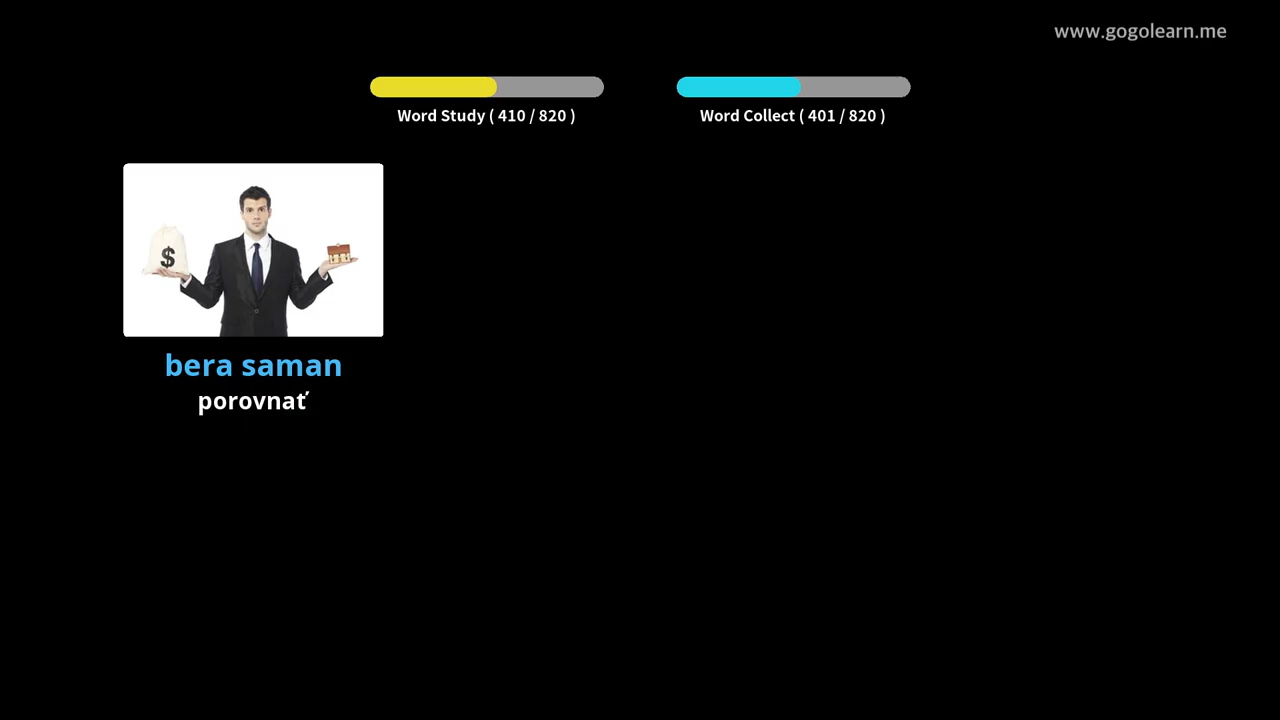 www.gogolearn.me
Word Study ( 410 / 820 )
Word Collect ( 401 / 820 )
$
bera saman
porovnať